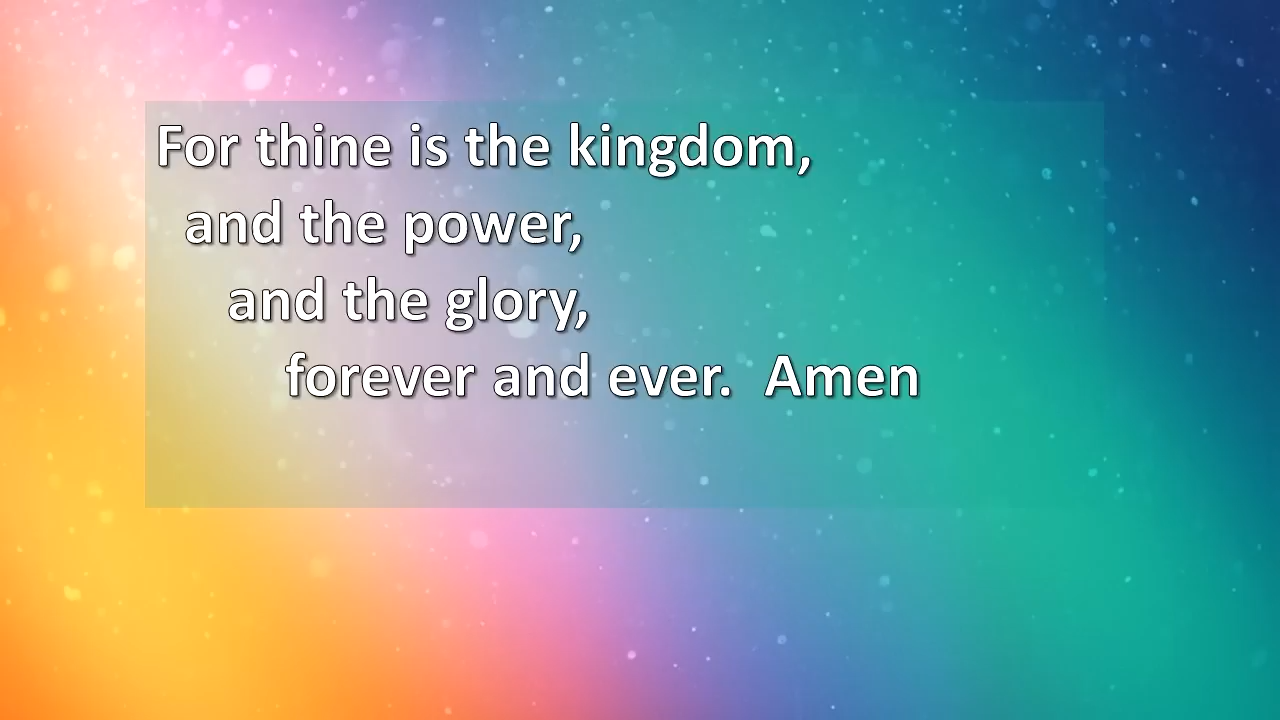 For thine is the kingdom,
and the power,
and the glory,
forever and ever.  Amen